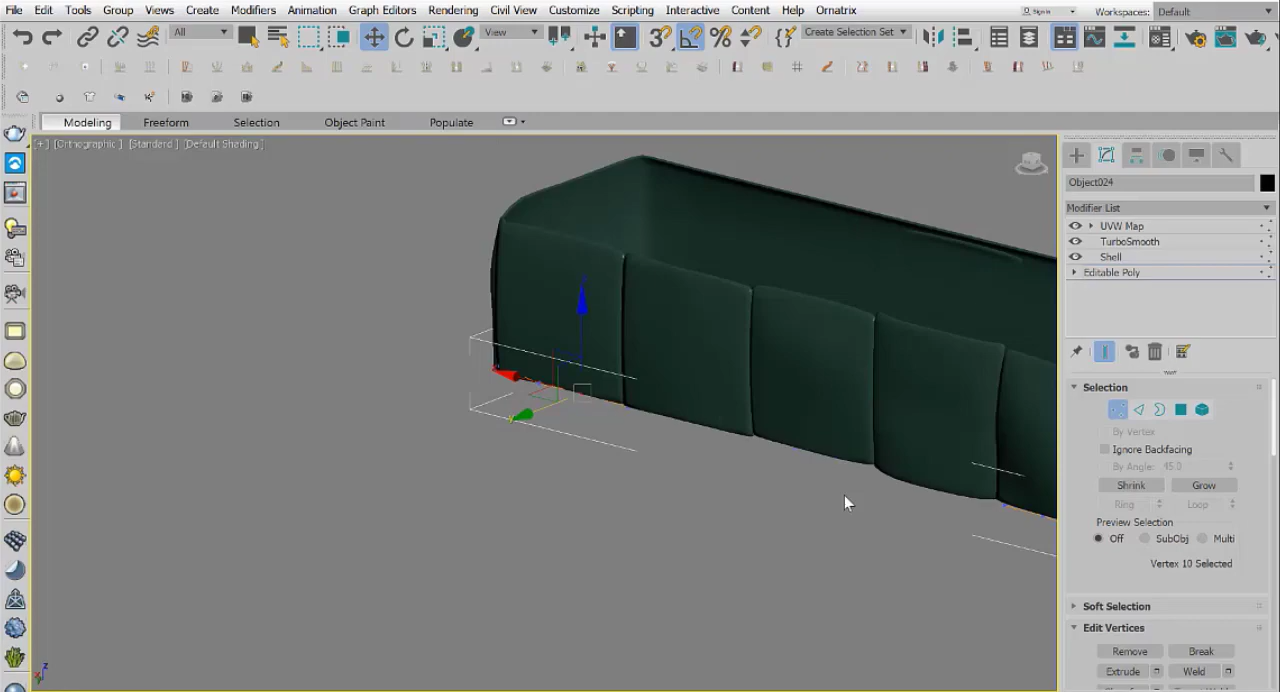 File Edit Tools Group Views Create Modifiers Animation Graph Editors Rendering Civil View Customize Scripting Interactive Content Help Ornatrix Sign In Workspaces: Default
All View Create Selection Set
Modeling Freeform Selection Object Paint Populate
[+] [Orthographic ] [Standard ] [Default Shading]
Object024
Modifier List
UVW Map
TurboSmooth
Shell
Editable Poly
Selection
By Vertex
Ignore Backfacing
By Angle: 45.0
Shrink Grow
Ring Loop
Preview Selection
Off SubObj Multi
Vertex 10 Selected
Soft Selection
Edit Vertices
Remove Break
Extrude Weld